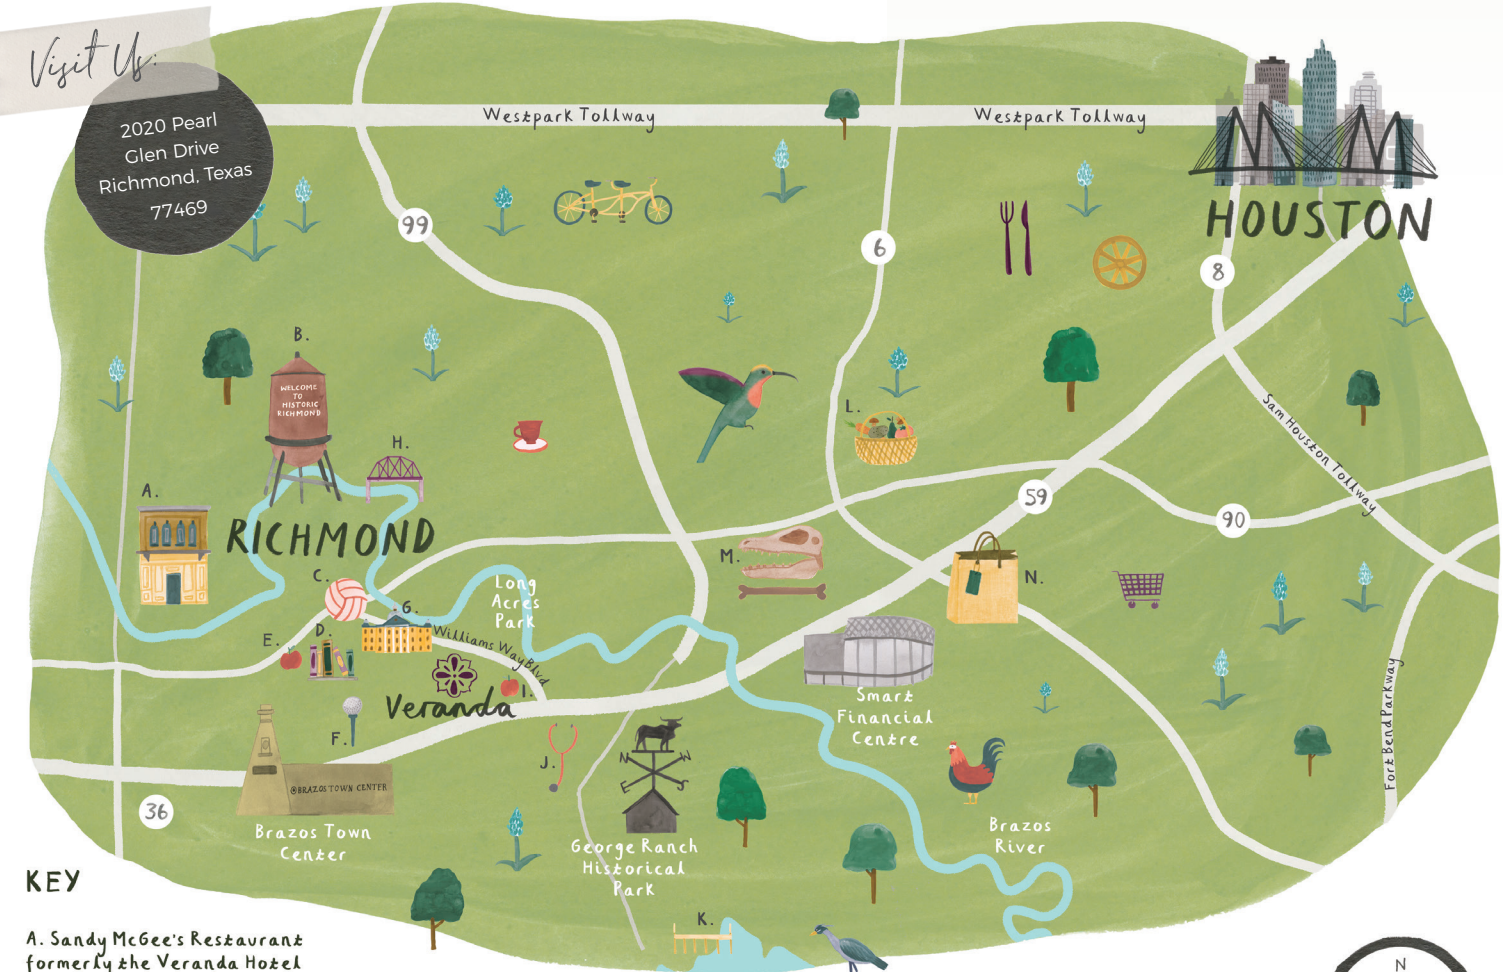 Visit Us:
2020 Pearl
Glen Drive
Richmond, Texas
77469
Westpark Tollway
Westpark Tollway
HOUSTON
99
6
8
B.
WELCOME
TO
HISTORIC
RICHMOND
H.
L.
Sam Houston Tollway
A.
RICHMOND
59
90
M.
N.
C.
Long
Acres
Park
G.
Williams Way Blvd
D.
E.
I.
Veranda
Smart
Financial
Centre
Fort Bend Parkway
F.
J.
N
N
@BRAZOS TOWN CENTER
36
Brazos Town
Center
George Ranch
Historical
Park
Brazos
River
KEY
K.
A. Sandy McGee's Restaurant
formerly the Veranda Hotel
N